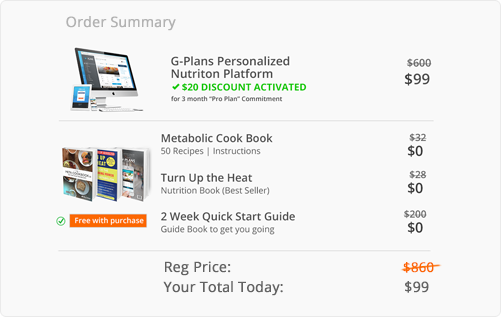 Order Summary
G-Plans Personalized
Nutriton Platform
$20 DISCOUNT ACTIVATED
for 3 month "Pro Plan" Commitment
$600
$99
Metabolic Cook Book
50 Recipes | Instructions
$32
$0
Turn Up the Heat
Nutrition Book (Best Seller)
$28
$0
Free with purchase
2 Week Quick Start Guide
Guide Book to get you going
$200
$0
Reg Price:
$860
Your Total Today:
$99